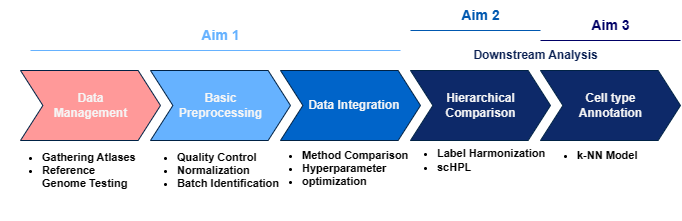 Aim 1
Aim 2
Aim 3
Downstream Analysis
Data
Management
Basic
Preprocessing
Data Integration
Hierarchical
Comparison
Cell type
Annotation
• Gathering Atlases
• Reference
Genome Testing
• Quality Control
• Normalization
• Batch Identification
• Method Comparison
• Hyperparameter
• optimization
• Label Harmonization
• scHPL
• k-NN Model